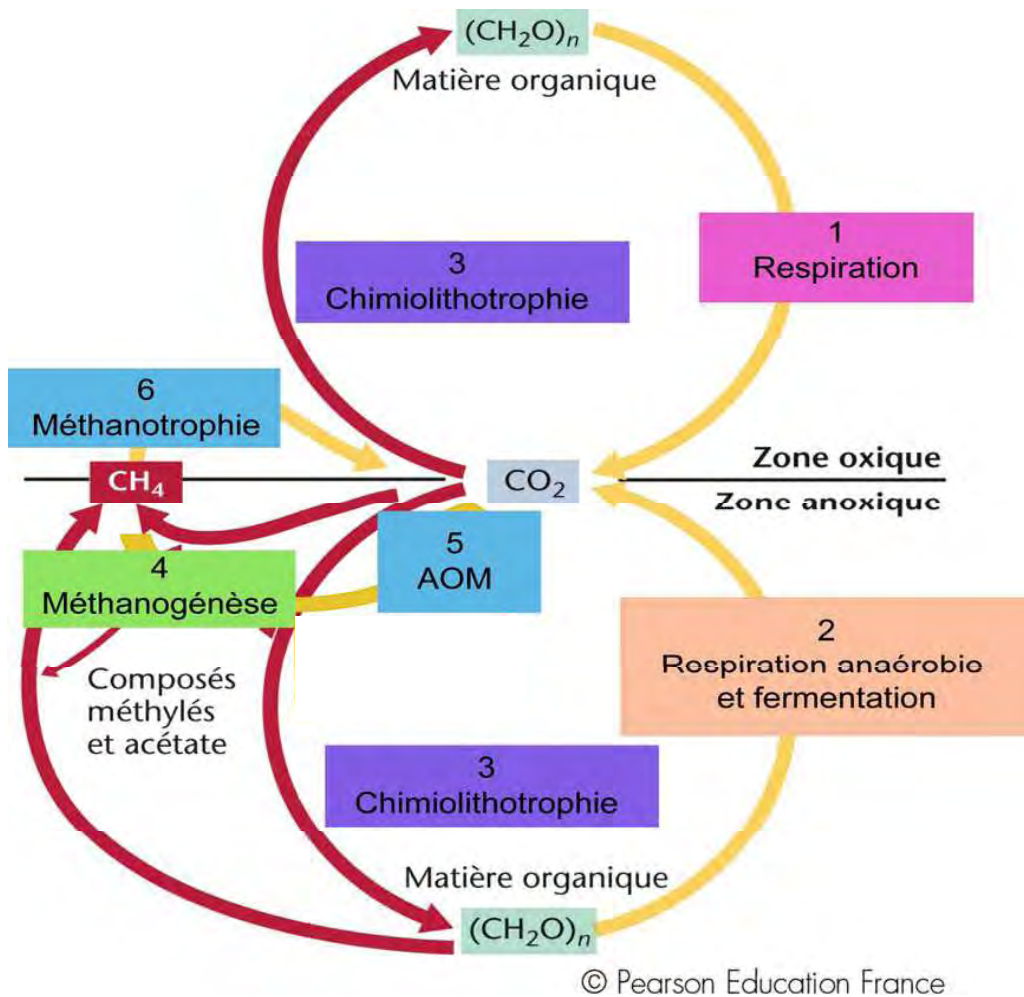 (CH₂O)ₙ
Matière organique
1
Respiration
3
Chimiolithotrophie
6
Méthanotrophie
CH₄
CO₂
Zone oxique
Zone anoxique
5
AOM
4
Méthanogénèse
2
Respiration anaérobie
et fermentation
Composés
méthylés
et acétate
3
Chimiolithotrophie
Matière organique
(CH₂O)ₙ
© Pearson Education France